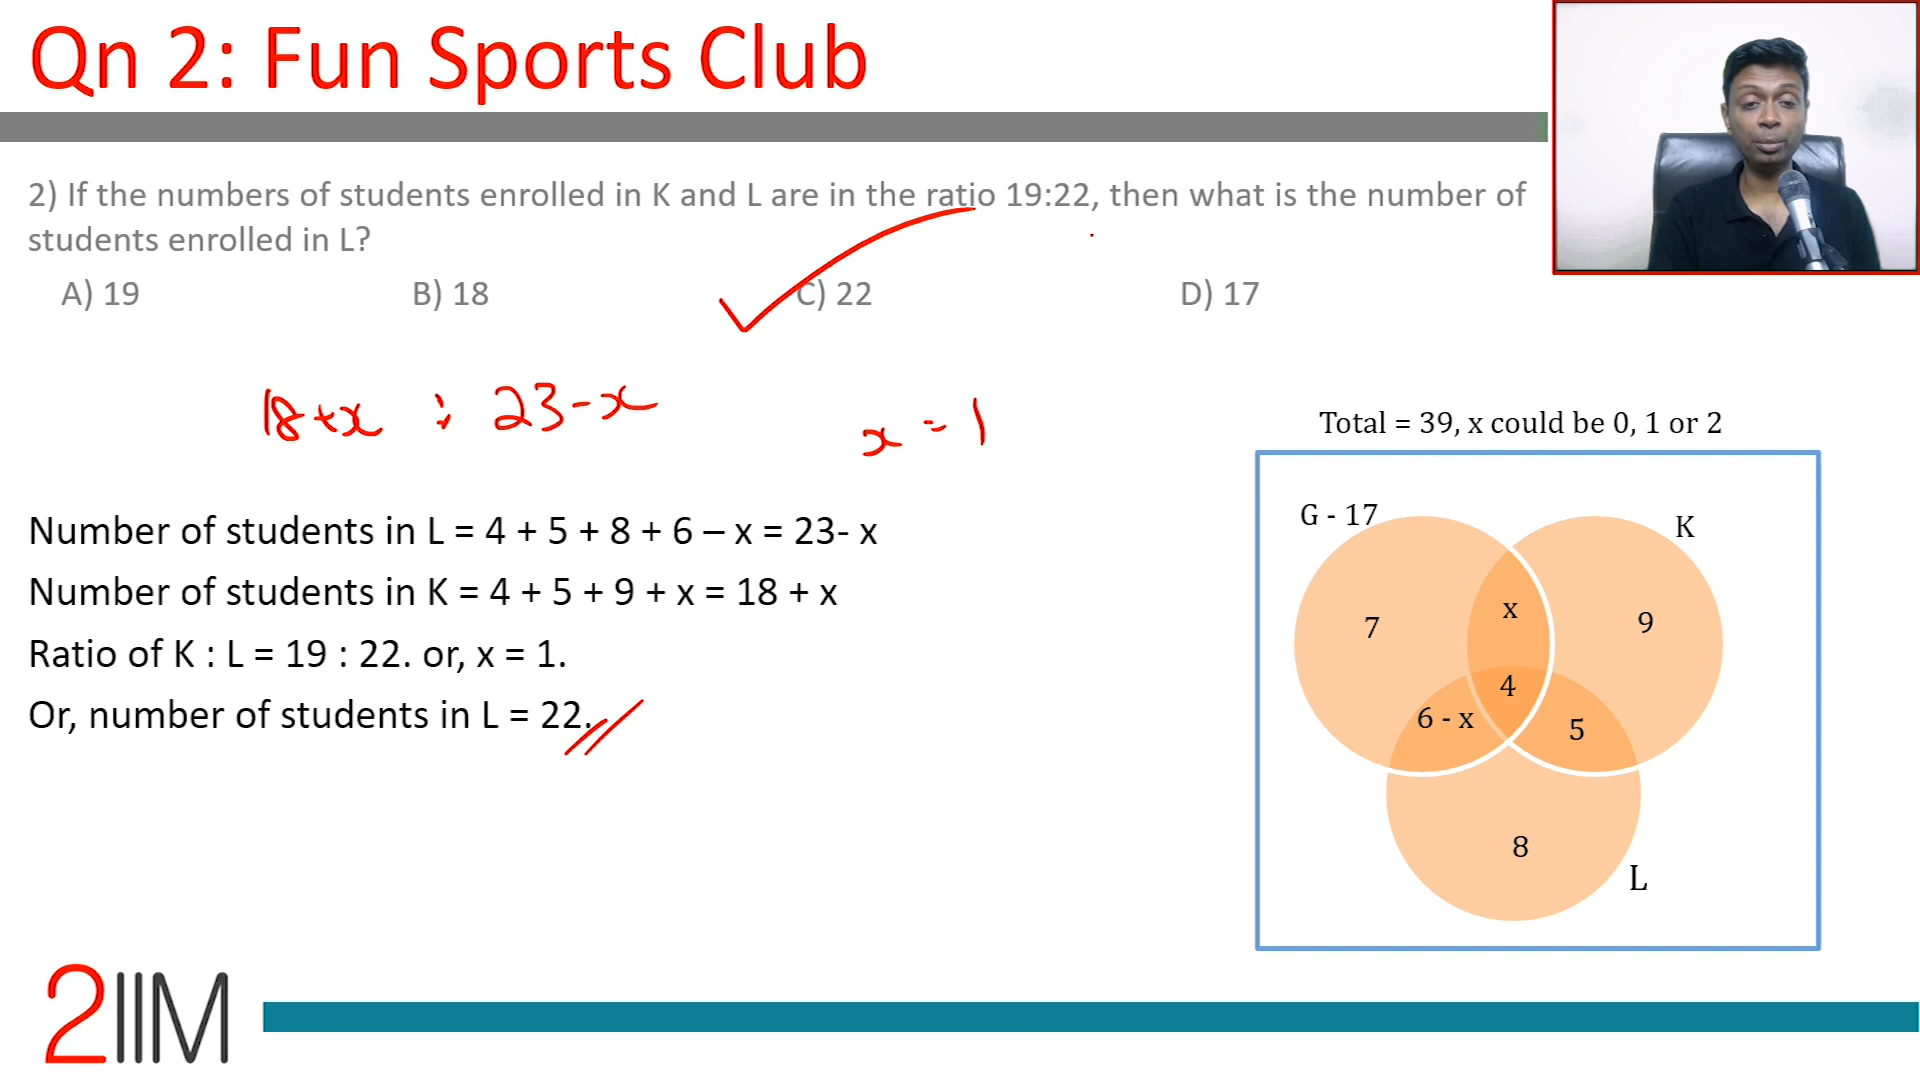 Qn 2: Fun Sports Club
2) If the numbers of students enrolled in K and L are in the ratio 19:22, then what is the number of
students enrolled in L?
A) 19 B) 18 C) 22 D) 17
18+x : 23-x
x = 1
Number of students in L = 4 + 5 + 8 + 6 – x = 23- x
Number of students in K = 4 + 5 + 9 + x = 18 + x
Ratio of K : L = 19 : 22. or, x = 1.
Or, number of students in L = 22.
Total = 39, x could be 0, 1 or 2
G - 17
K
7
x
9
4
6 - x
5
8
L
2IIM